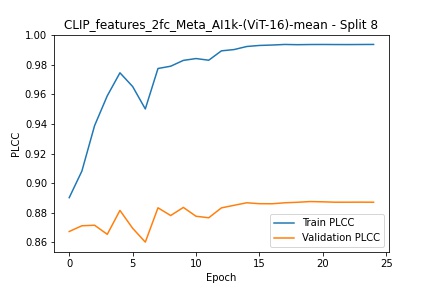 CLIP_features_2fc_Meta_AI1k-(ViT-16)-mean - Split 8
1.00
0.98
0.96
0.94
0.92
0.90
0.88
0.86
PLCC
Train PLCC
Validation PLCC
0 5 10 15 20 25
Epoch